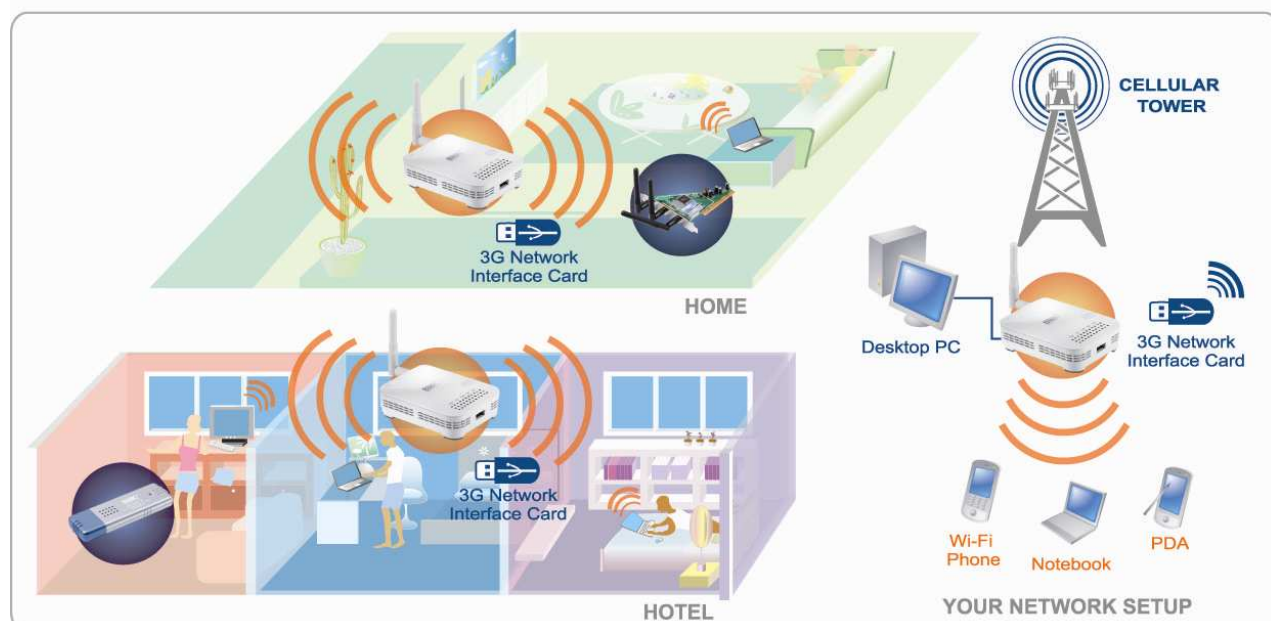 3G Network
Interface Card
HOME
3G Network
Interface Card
HOTEL
CELLULAR
TOWER
Desktop PC
3G Network
Interface Card
Wi-Fi
Phone
Notebook
PDA
YOUR NETWORK SETUP